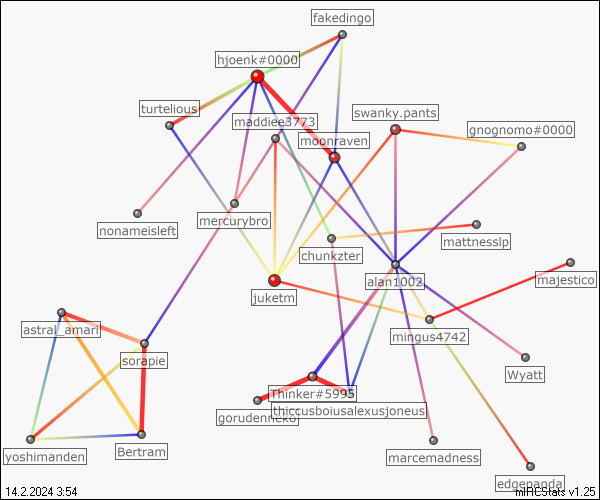 fakedingo
hjoenk#0000
turtelious
maddiee3773
swanky.pants
gnognomo#0000
moonraven
mercurybro
nonameisleft
chunkzter
mattnesslp
alan1002
majestico
juketm
astral_amari
mingus4742
sorapie
Wyatt
Thinker#5995
thiccusboiusalexusjoneus
gorudenneko
Bertram
yoshimanden
marcemadness
edgepanda
14.2.2024 3:54
mIRCStats v1.25